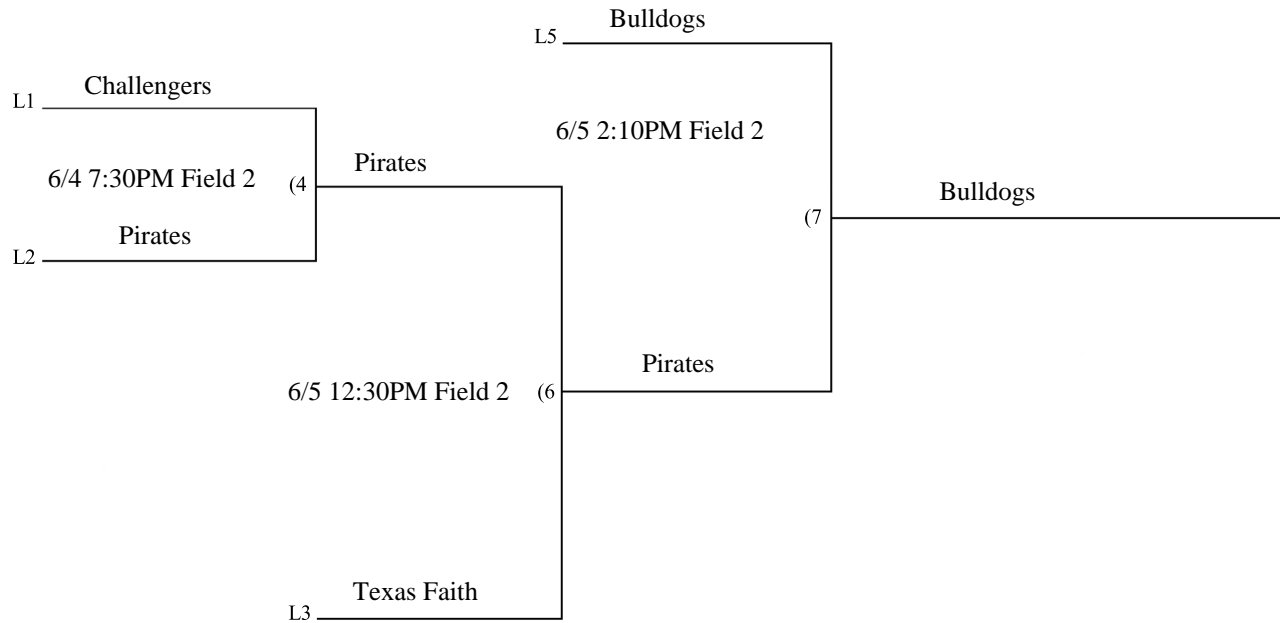 Bulldogs
L5
Challengers
L1
6/5 2:10PM Field 2
Pirates
6/4 7:30PM Field 2
(4
Bulldogs
(7
Pirates
L2
Pirates
6/5 12:30PM Field 2
(6
Texas Faith
L3